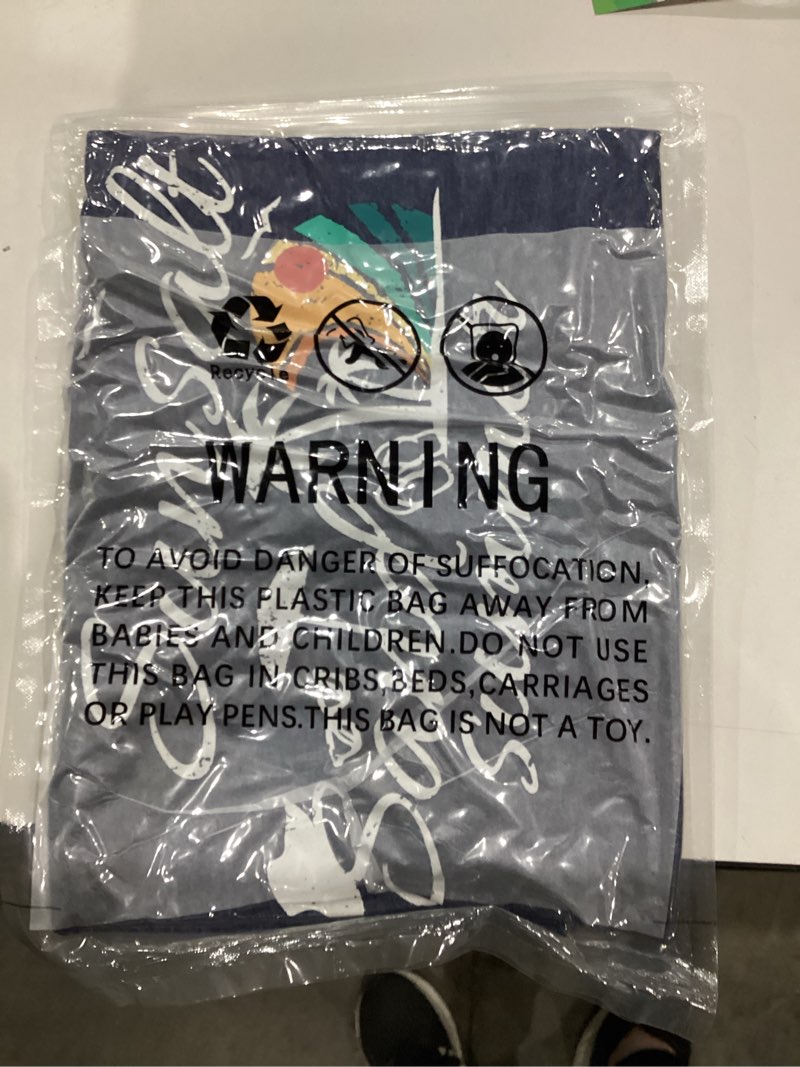 Recycle
WARNING
TO AVOID DANGER OF SUFFOCATION,
KEEP THIS PLASTIC BAG AWAY FROM
BABIES AND CHILDREN.DO NOT USE
THIS BAG IN CRIBS,BEDS,CARRIAGES
OR PLAY PENS.THIS BAG IS NOT A TOY.
Salt